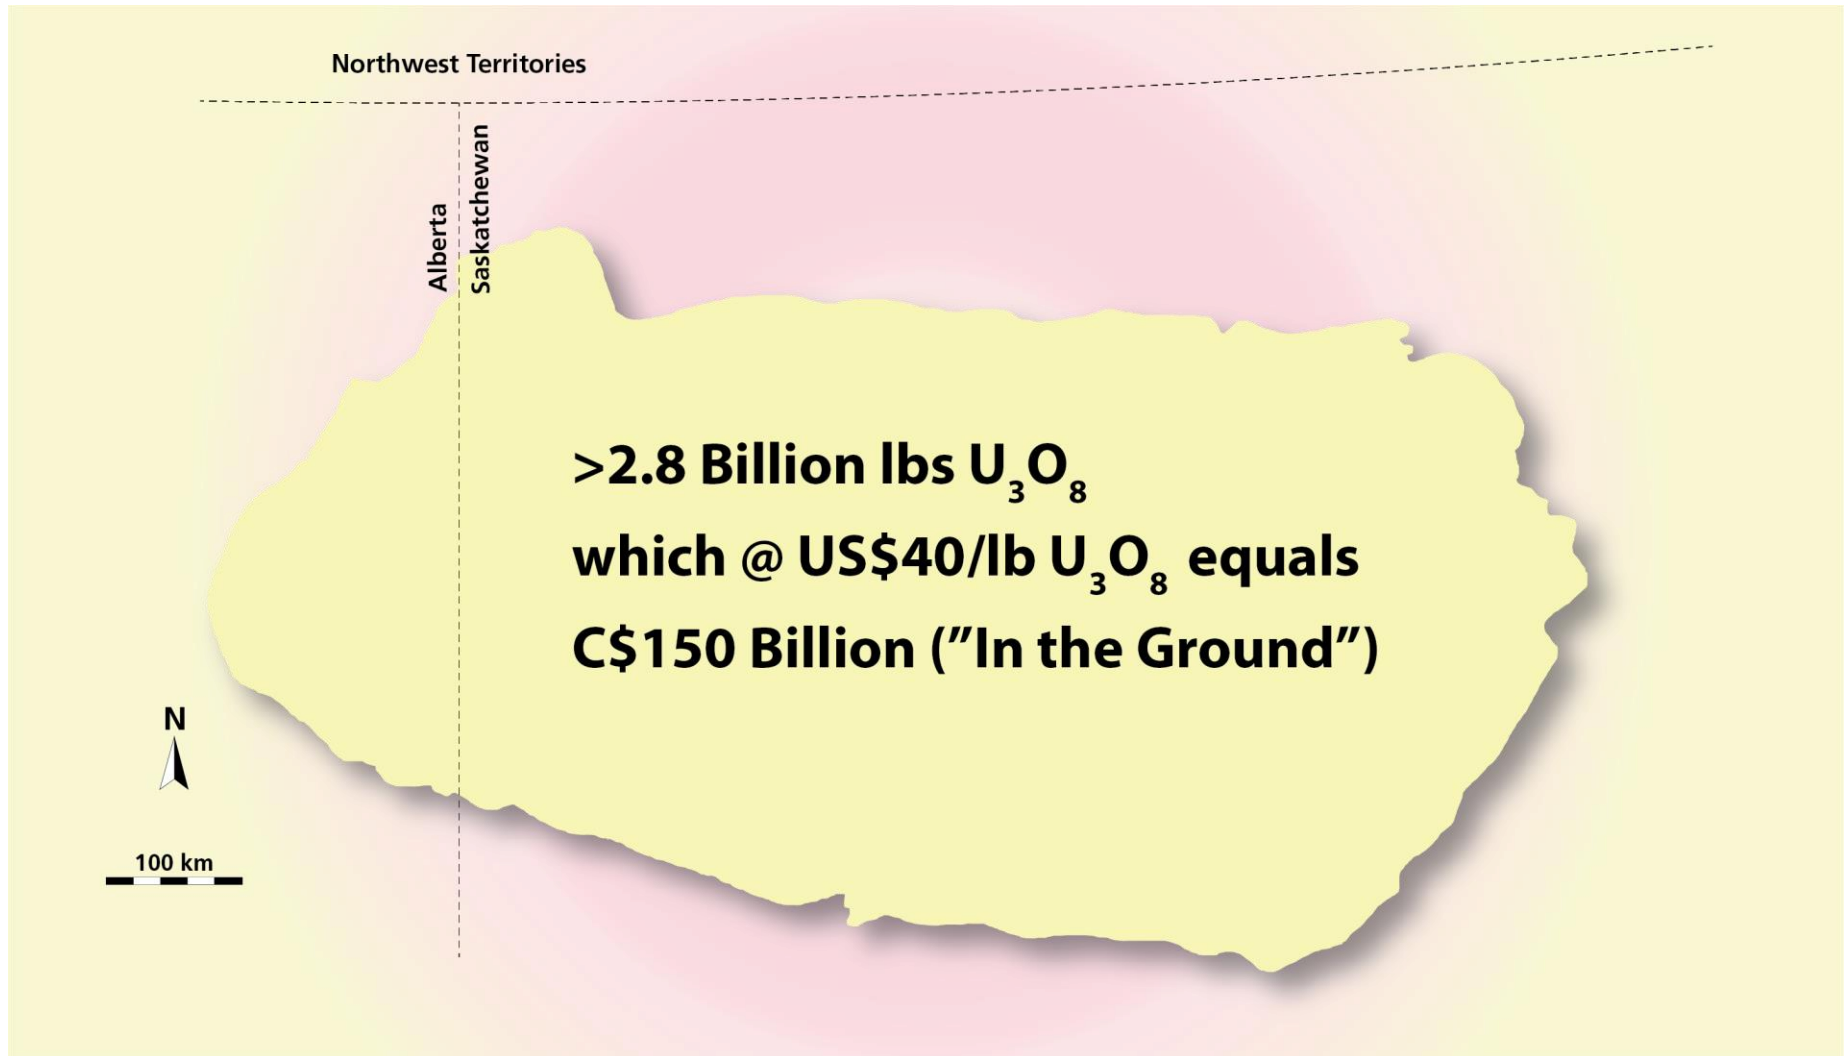 Northwest Territories
Alberta
Saskatchewan
>2.8 Billion lbs U₃O₈
which @ US$40/lb U₃O₈ equals
C$150 Billion (”In the Ground”)
N
100 km